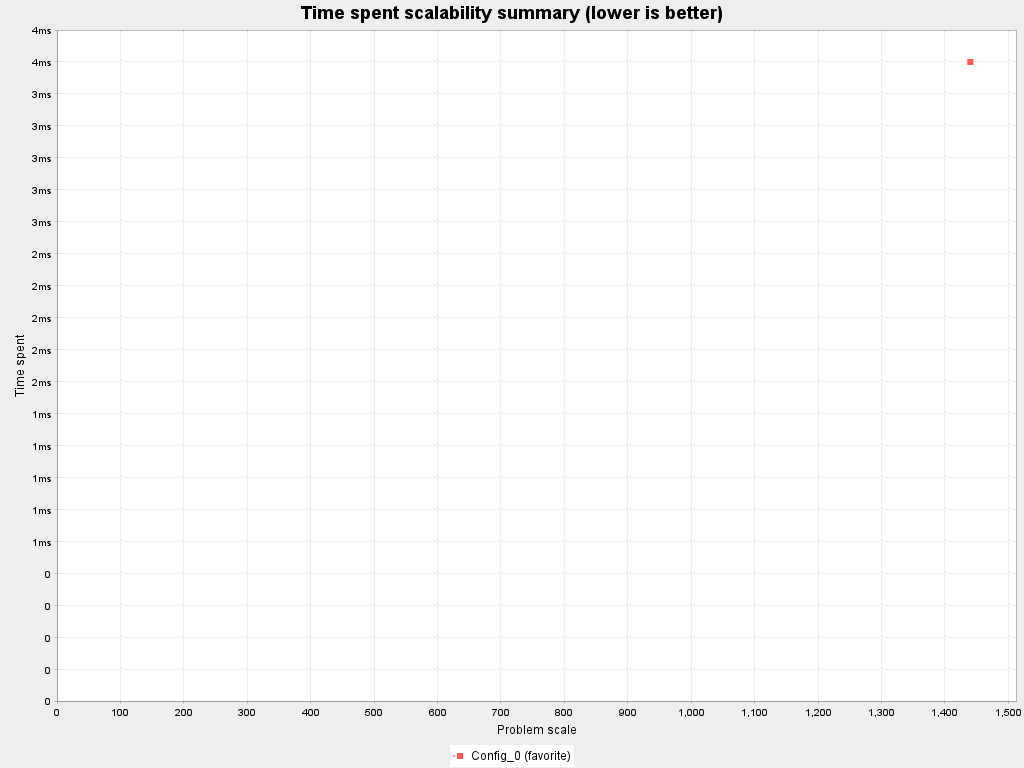 Time spent scalability summary (lower is better)
4ms
4ms
3ms
3ms
3ms
3ms
3ms
2ms
2ms
2ms
2ms
2ms
1ms
1ms
1ms
1ms
1ms
0
0
0
0
0
Time spent
0 100 200 300 400 500 600 700 800 900 1,000 1,100 1,200 1,300 1,400 1,500
Problem scale
Config_0 (favorite)